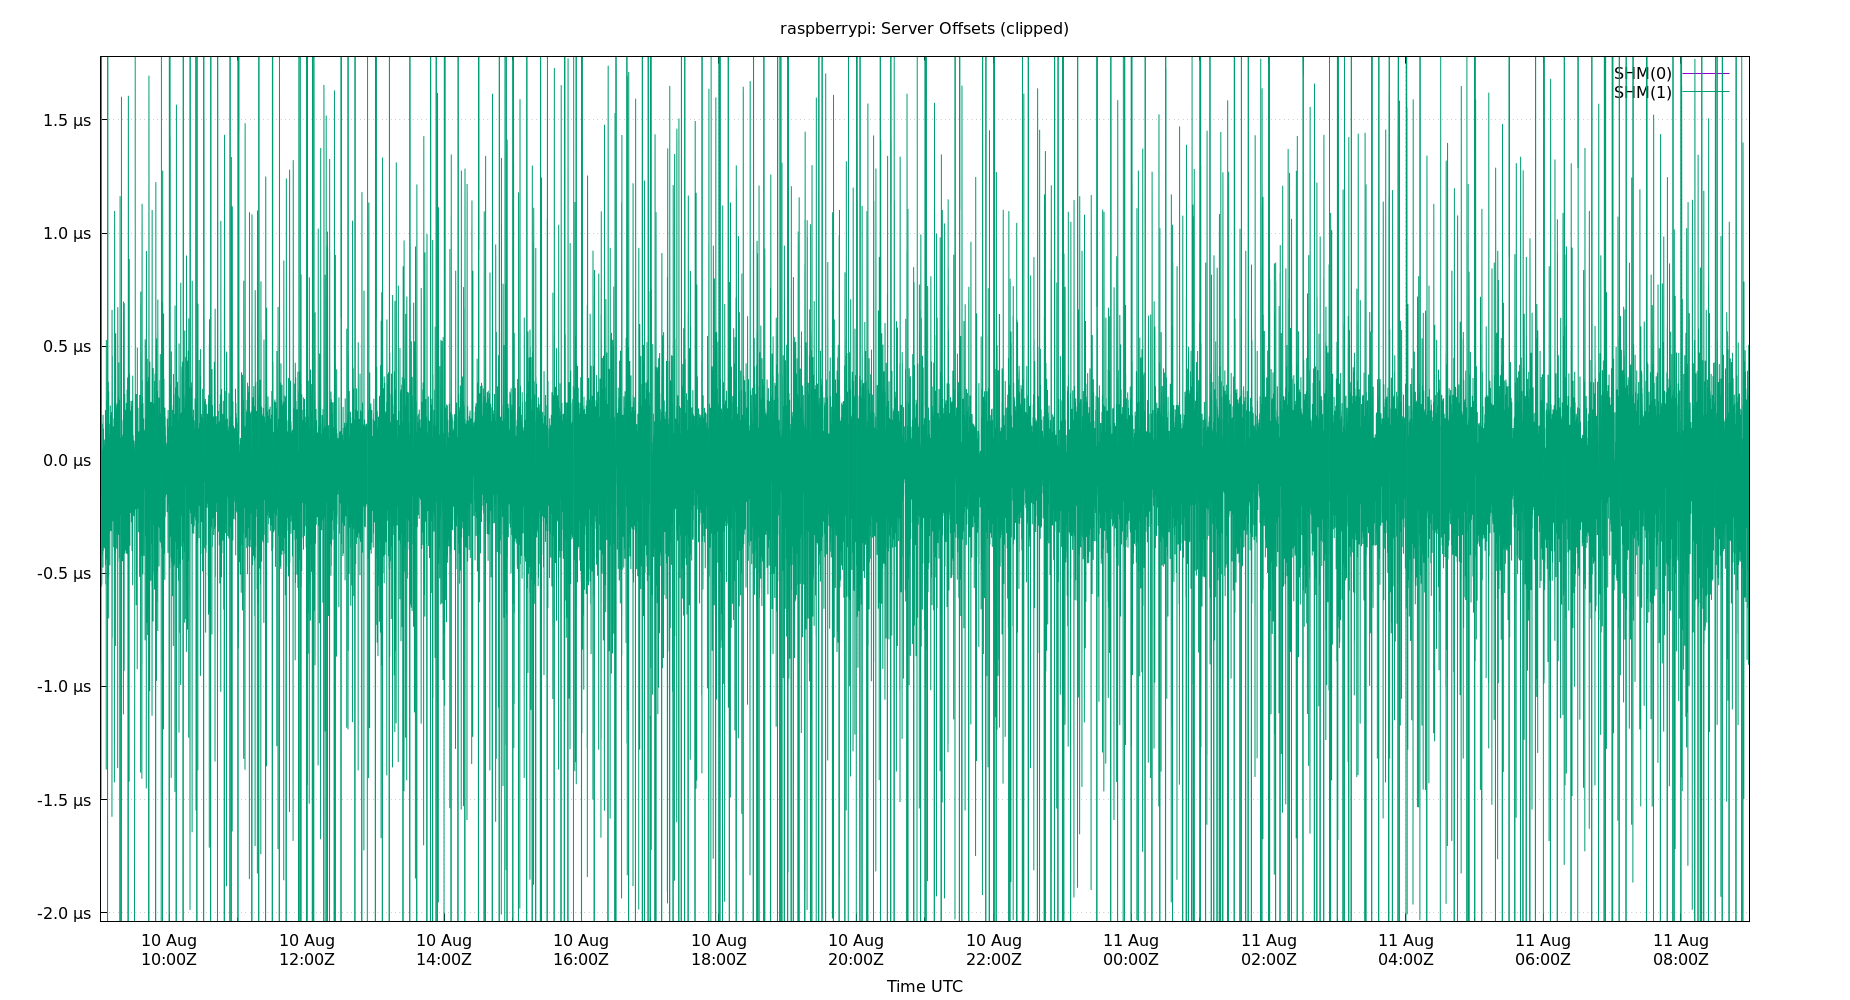 raspberrypi: Server Offsets (clipped)
SHM(0)
SHM(1)
1.5 µs
1.0 µs
0.5 µs
0.0 µs
-0.5 µs
-1.0 µs
-1.5 µs
-2.0 µs
10 Aug 10 Aug 10 Aug 10 Aug 10 Aug 10 Aug 10 Aug 11 Aug 11 Aug 11 Aug 11 Aug 11 Aug
10:00Z 12:00Z 14:00Z 16:00Z 18:00Z 20:00Z 22:00Z 00:00Z 02:00Z 04:00Z 06:00Z 08:00Z
Time UTC